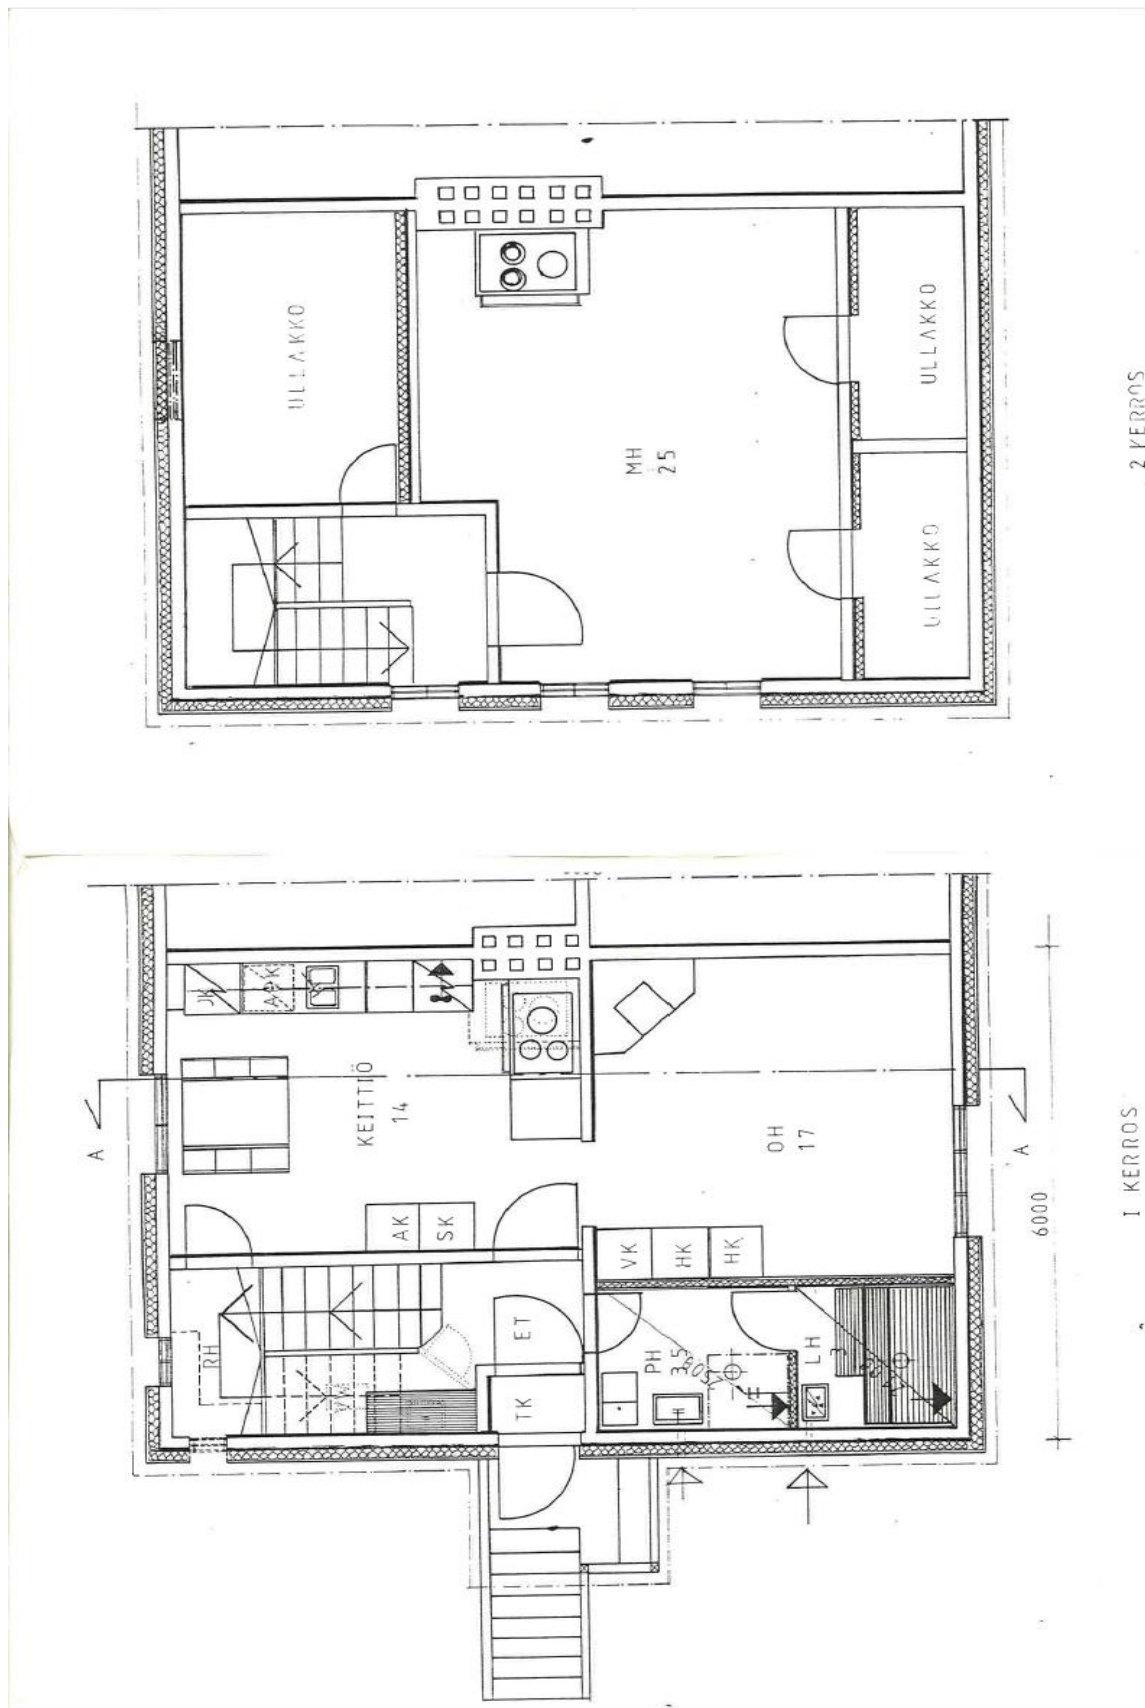 ULLAKKO
ULLAKKO
ULLAKKO
MH
25
2 KERROS
JK
KEITTIÖ
14
A
A
OH
17
AK
SK
VK
HK
HK
RH
ET
TK
PH
3.5
LH
3
6000
1 KERROS